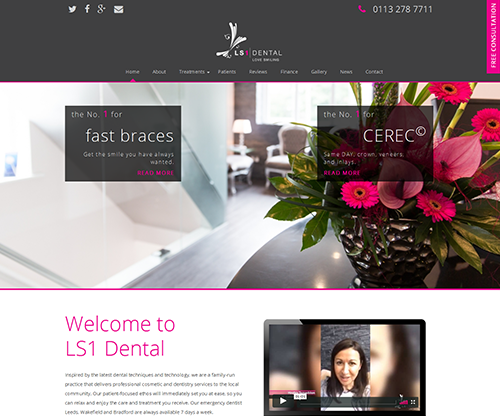 0113 278 7711
FREE CONSULTATION
LS1 DENTAL
LOVE SMILING
Home About Treatments Patients Reviews Finance Gallery News Contact
the No. 1 for
fast braces
Get the smile you have always
wanted.
READ MORE
the No. 1 for
CEREC©
Same DAY, crown, veneers,
and inlays.
READ MORE
Welcome to
LS1 Dental
Inspired by the latest dental techniques and technology, we are a family-run
practice that delivers professional cosmetic and dentistry services to the local
community. Our patient-focused ethos will immediately set you at ease, so
you can relax and enjoy the care and treatment you receive. Our emergency dentist
Leeds, Wakefield and Bradford are always available 7 days a week.